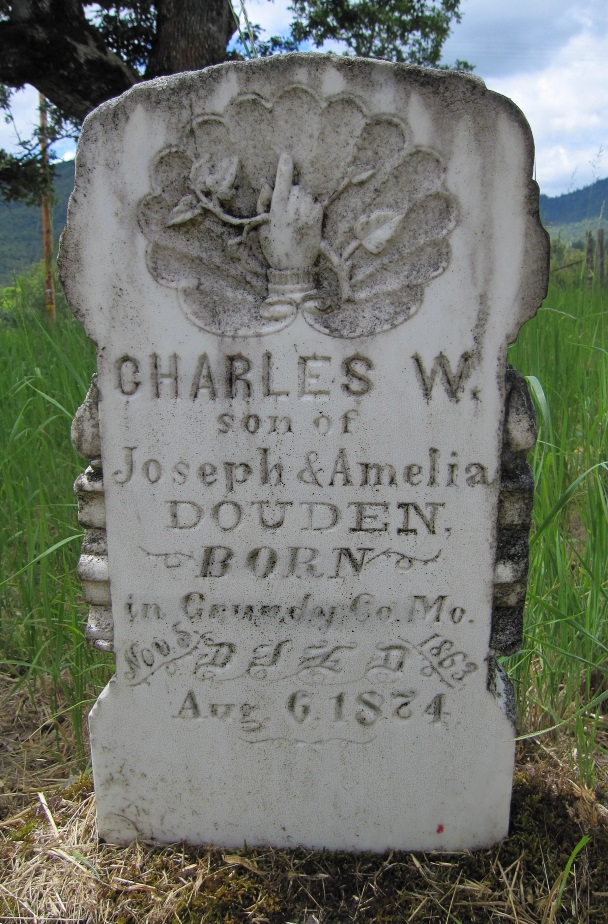 CHARLES W.
son of
Joseph & Amelia
DOUDEN,
BORN
in Grundy Co. Mo.
Nov. 5, 1863
DIED
Aug. 6, 1874